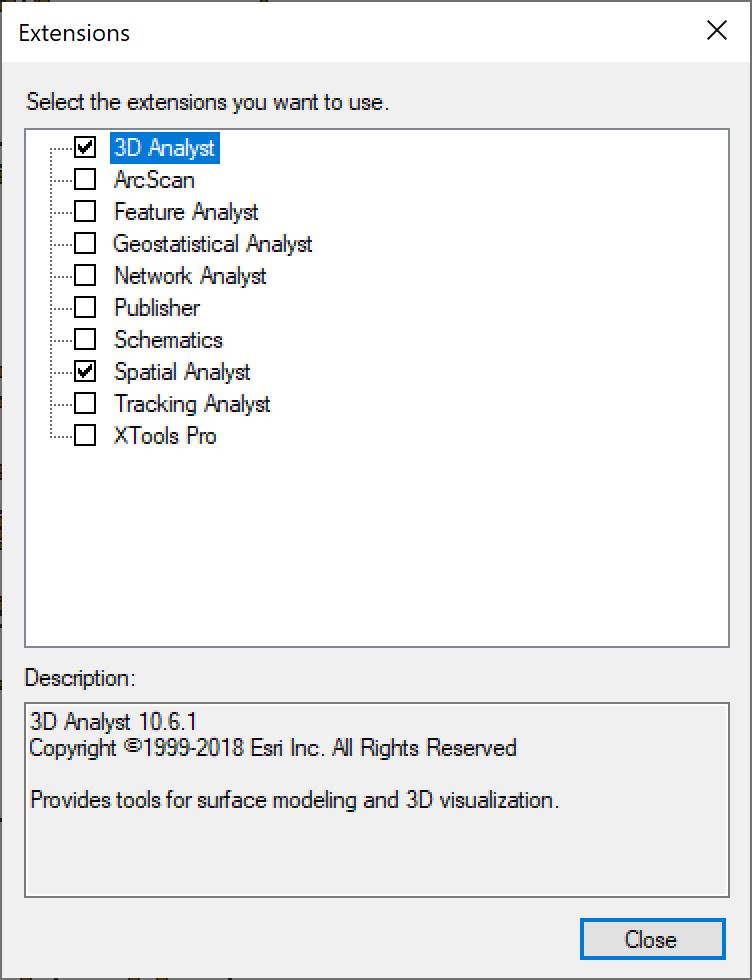 Extensions
Select the extensions you want to use.
3D Analyst
ArcScan
Feature Analyst
Geostatistical Analyst
Network Analyst
Publisher
Schematics
Spatial Analyst
Tracking Analyst
XTools Pro
Description:
3D Analyst 10.6.1
Copyright ©1999-2018 Esri Inc. All Rights Reserved
Provides tools for surface modeling and 3D visualization.
Close